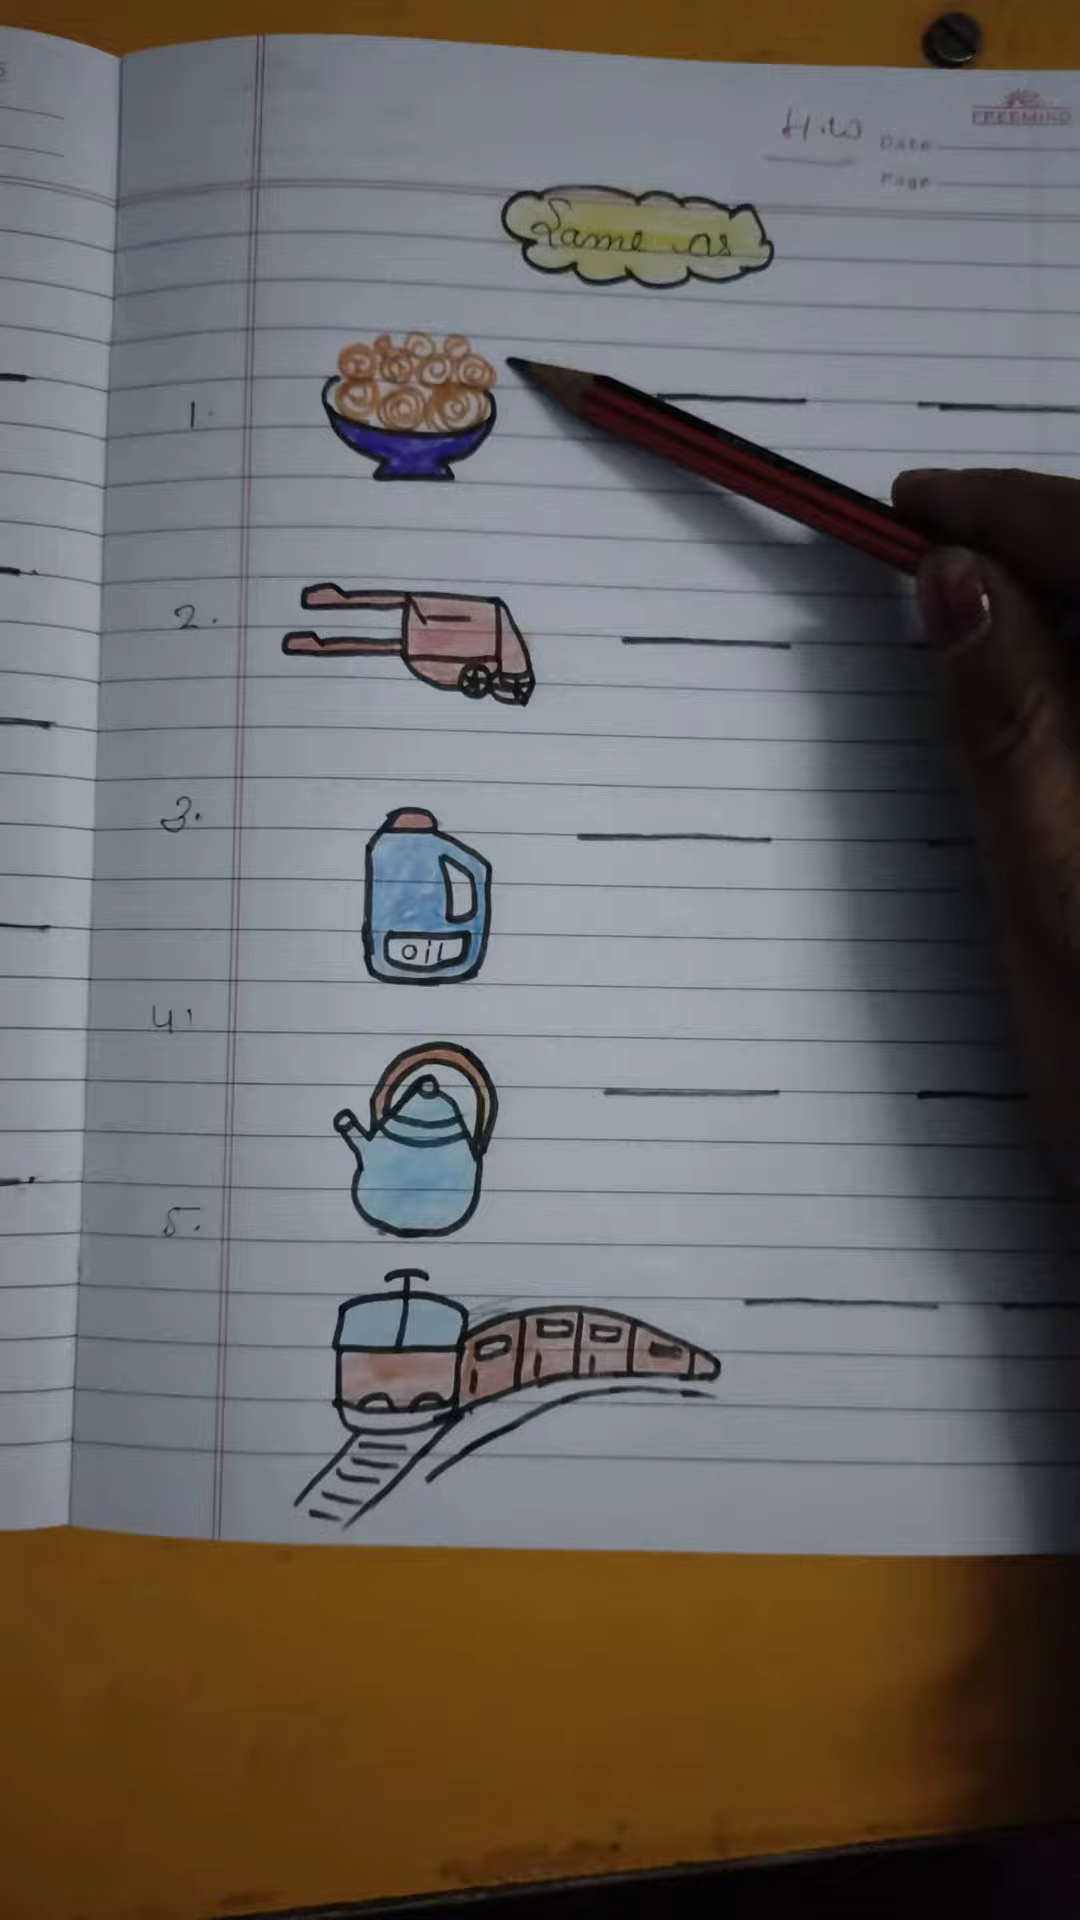 FREEMIND
H.W
Date
Page
Same as
1.
2.
3.
oil
4.
5.